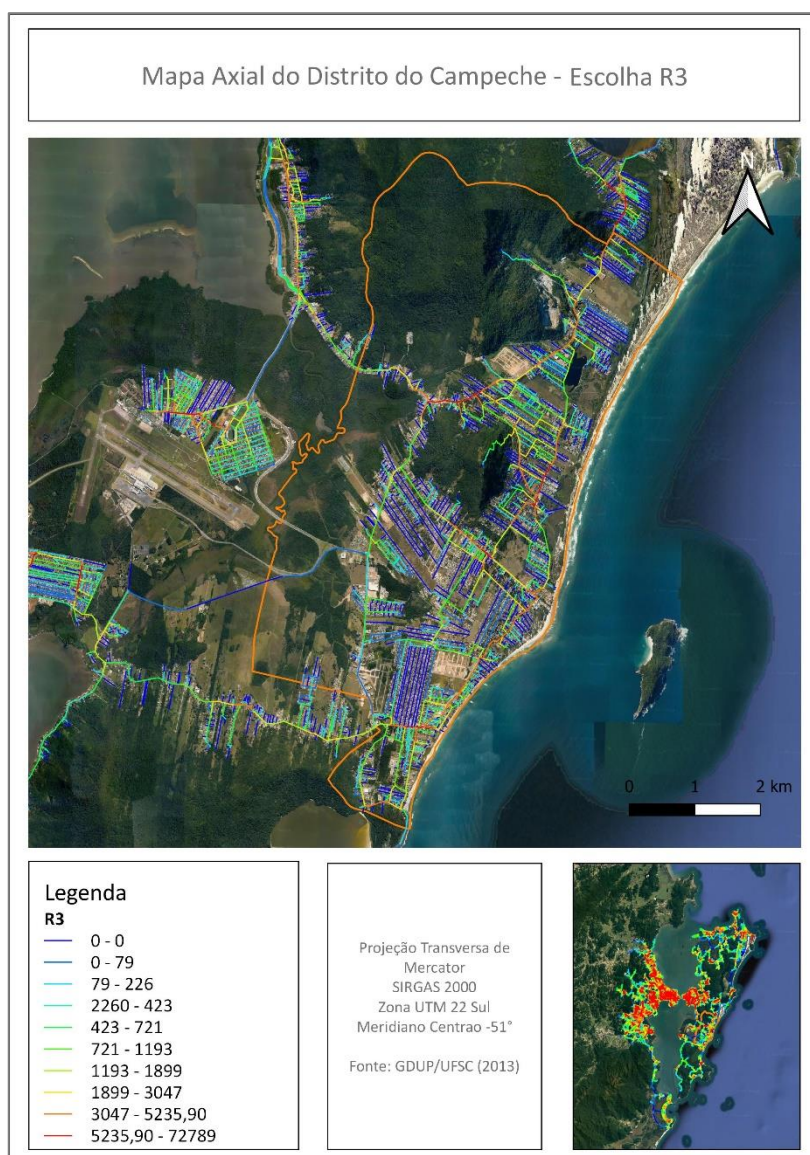 Mapa Axial do Distrito do Campeche - Escolha R3
N
0 1 2 km
Legenda
R3
0 - 0
0 - 79
79 - 226
2260 - 423
423 - 721
721 - 1193
1193 - 1899
1899 - 3047
3047 - 5235,90
5235,90 - 72789
Projeção Transversa de
Mercator
SIRGAS 2000
Zona UTM 22 Sul
Meridiano Centrao -51°
Fonte: GDUP/UFSC (2013)